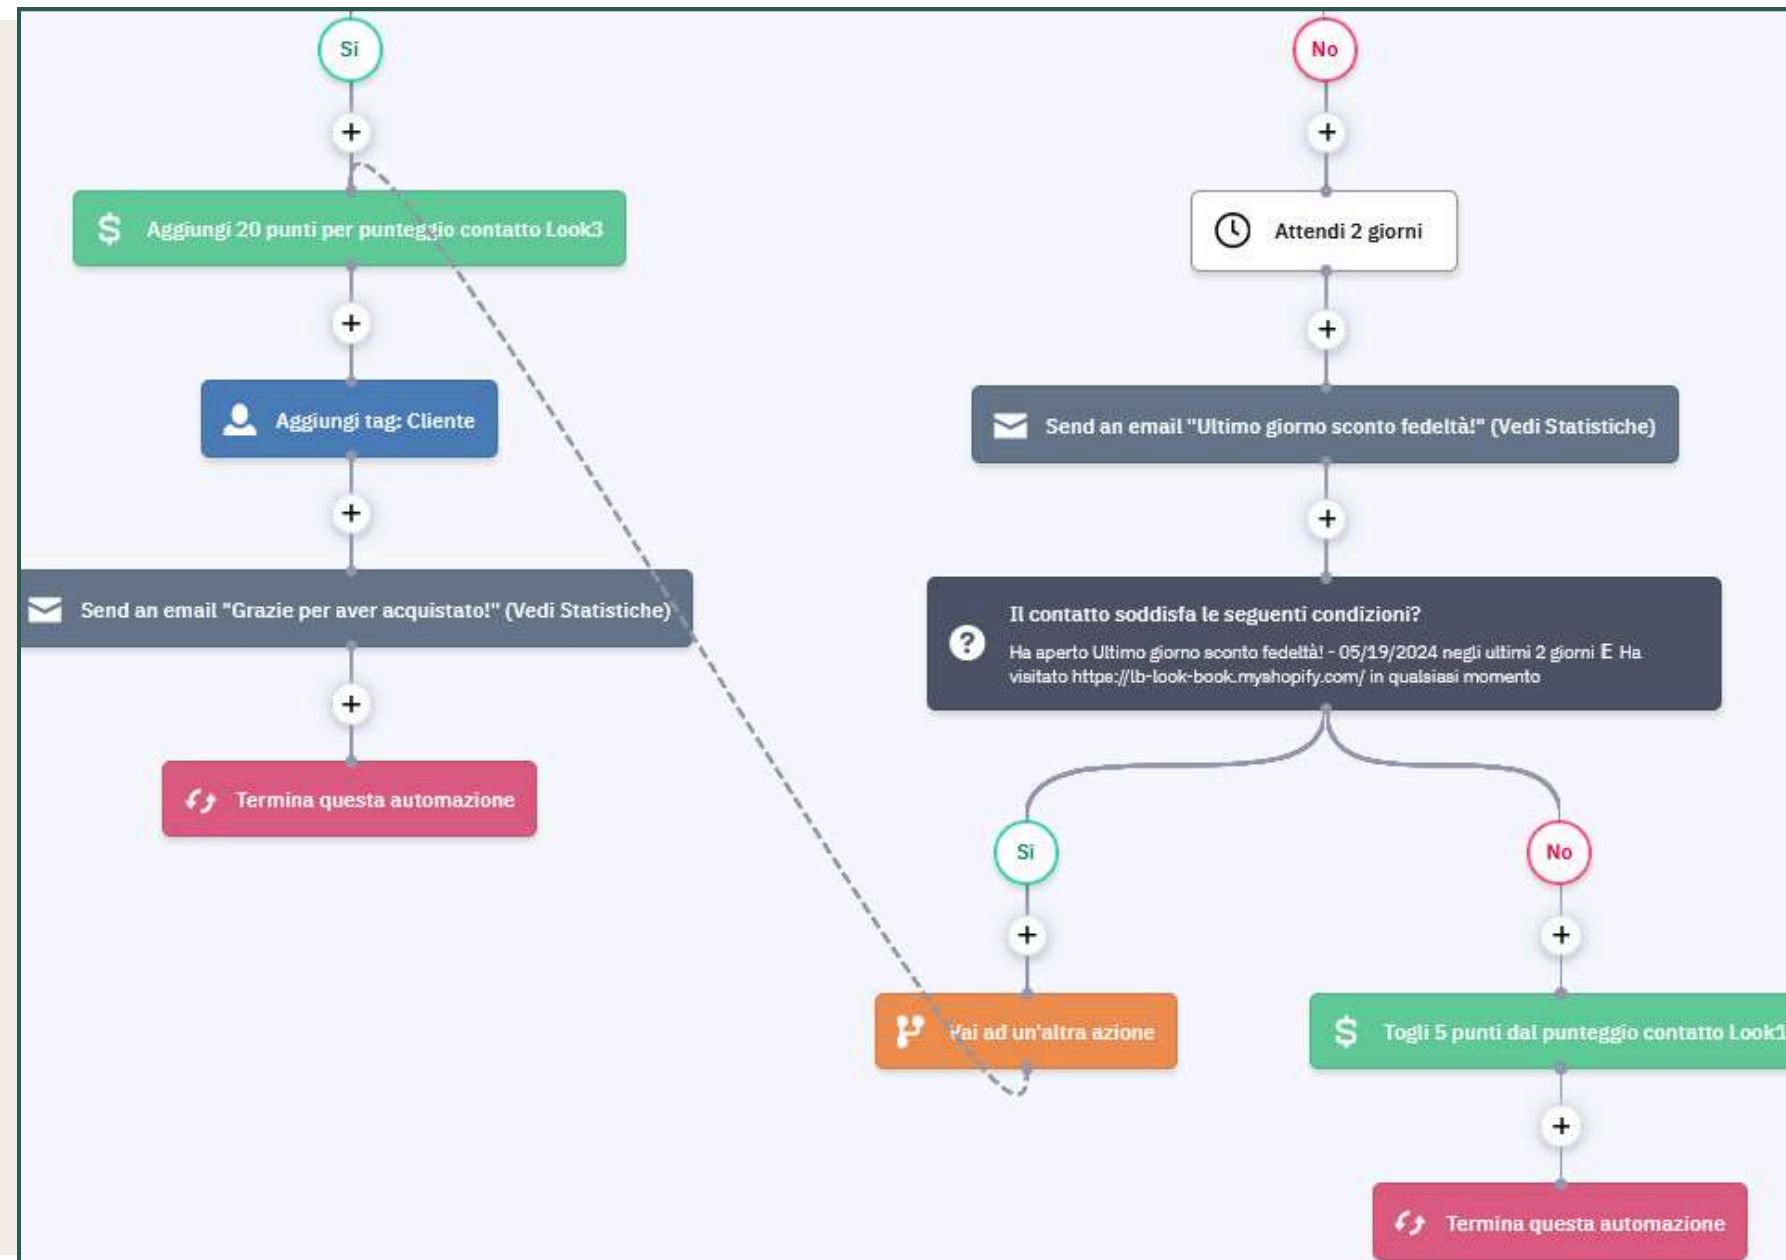 Si
No
+
+
$ Aggiungi 20 punti per punteggio contatto Look3
Attendi 2 giorni
+
+
Aggiungi tag: Cliente
Send an email "Ultimo giorno sconto fedeltà!" (Vedi Statistiche)
+
+
Send an email "Grazie per aver acquistato!" (Vedi Statistiche)
? Il contatto soddisfa le seguenti condizioni?
Ha aperto Ultimo giorno sconto fedeltà! - 05/19/2024 negli ultimi 2 giorni E Ha
visitato https://lb-look-book.myshopify.com/ in qualsiasi momento
+
Termina questa automazione
Si
No
+
+
Vai ad un'altra azione
$ Togli 5 punti dal punteggio contatto Look1
+
Termina questa automazione